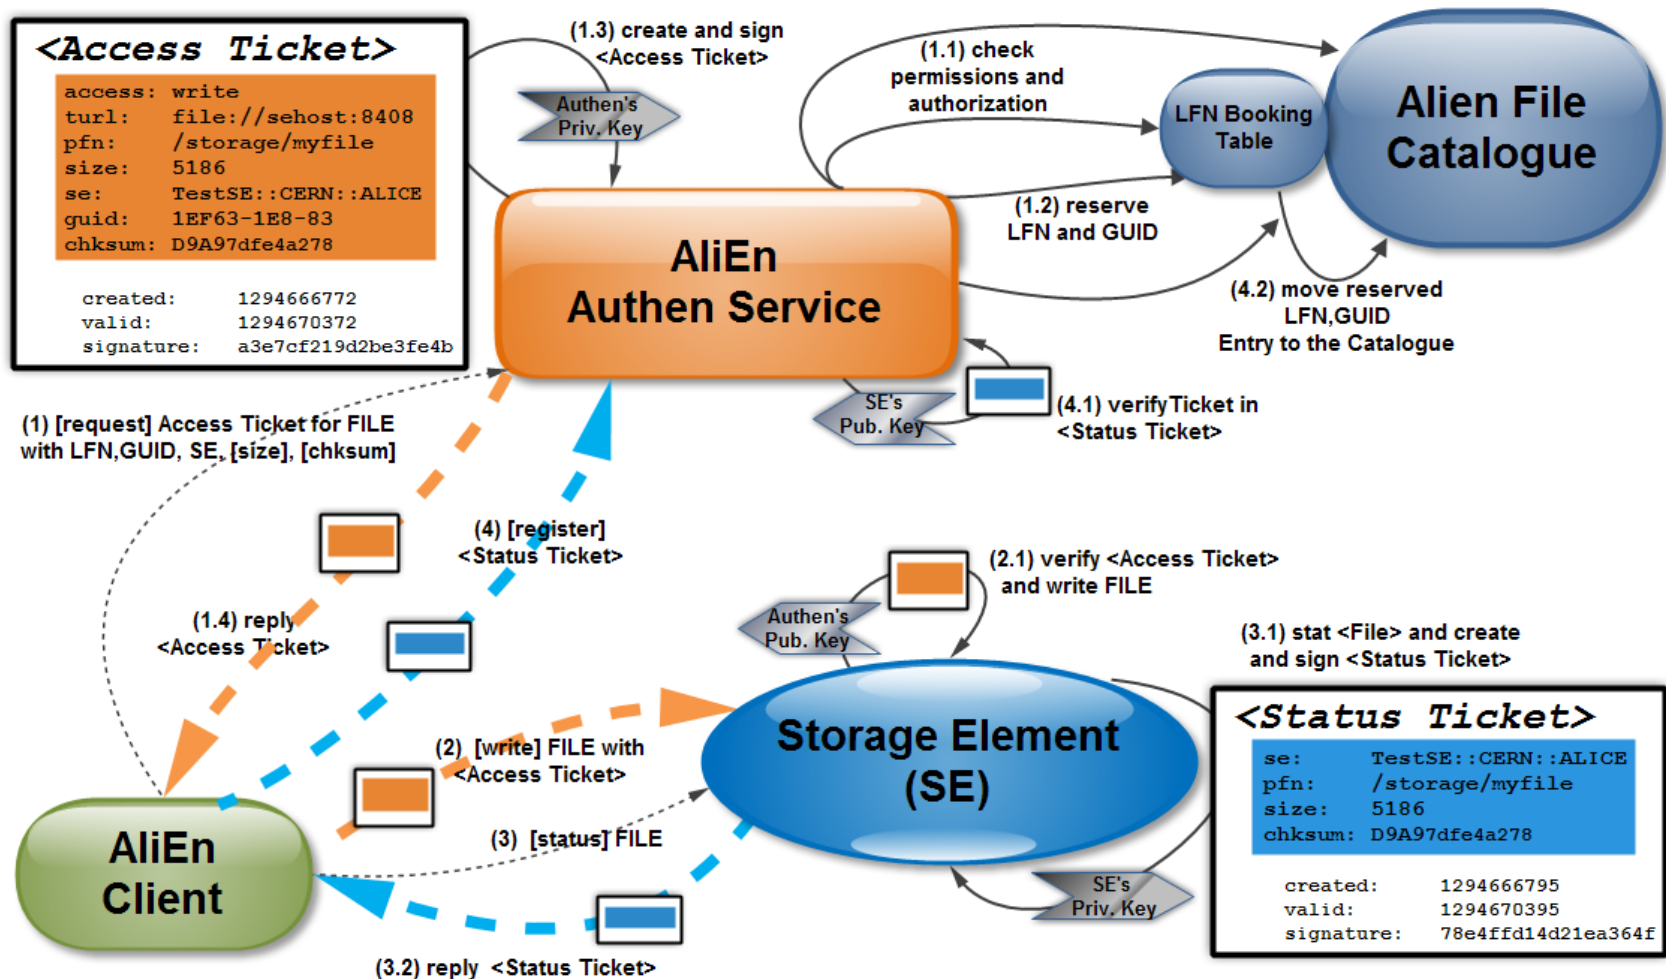 <Access Ticket>
access: write
turl: file://sehost:8408
pfn: /storage/myfile
size: 5186
se: TestSE::CERN::ALICE
guid: 1EF63-1E8-83
chksum: D9A97dfe4a278
created: 1294666772
valid: 1294670372
signature: a3e7cf219d2be3fe4b
(1.3) create and sign
<Access Ticket>
Authen's
Priv. Key
(1.1) check
permissions and
authorization
LFN Booking
Table
Alien File
Catalogue
(1.2) reserve
LFN and GUID
AliEn
Authen Service
(4.2) move reserved
LFN,GUID
Entry to the Catalogue
SE's
Pub. Key
(4.1) verifyTicket in
<Status Ticket>
(1) [request] Access Ticket for FILE
with LFN,GUID, SE, [size], [chksum]
(4) [register]
<Status Ticket>
(1.4) reply
<Access Ticket>
(2.1) verify <Access Ticket>
and write FILE
Authen's
Pub. Key
(3.1) stat <File> and create
and sign <Status Ticket>
Storage Element
(SE)
(2) [write] FILE with
<Access Ticket>
(3) [status] FILE
AliEn
Client
SE's
Priv. Key
(3.2) reply <Status Ticket>
<Status Ticket>
se: TestSE::CERN::ALICE
pfn: /storage/myfile
size: 5186
chksum: D9A97dfe4a278
created: 1294666795
valid: 1294670395
signature: 78e4ffd14d21ea364f